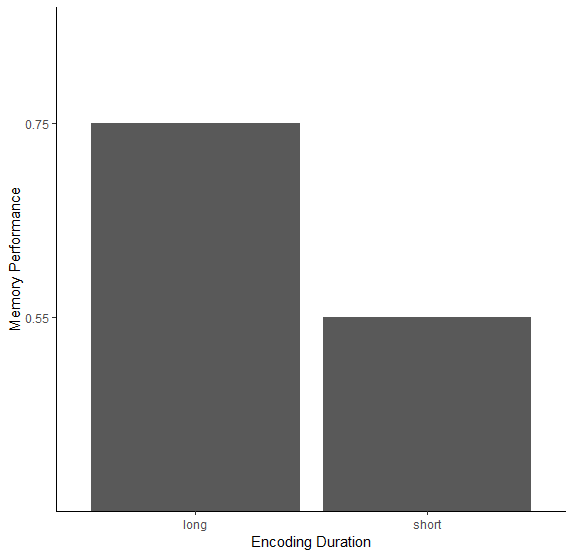 Memory Performance
0.75
0.55
long short
Encoding Duration